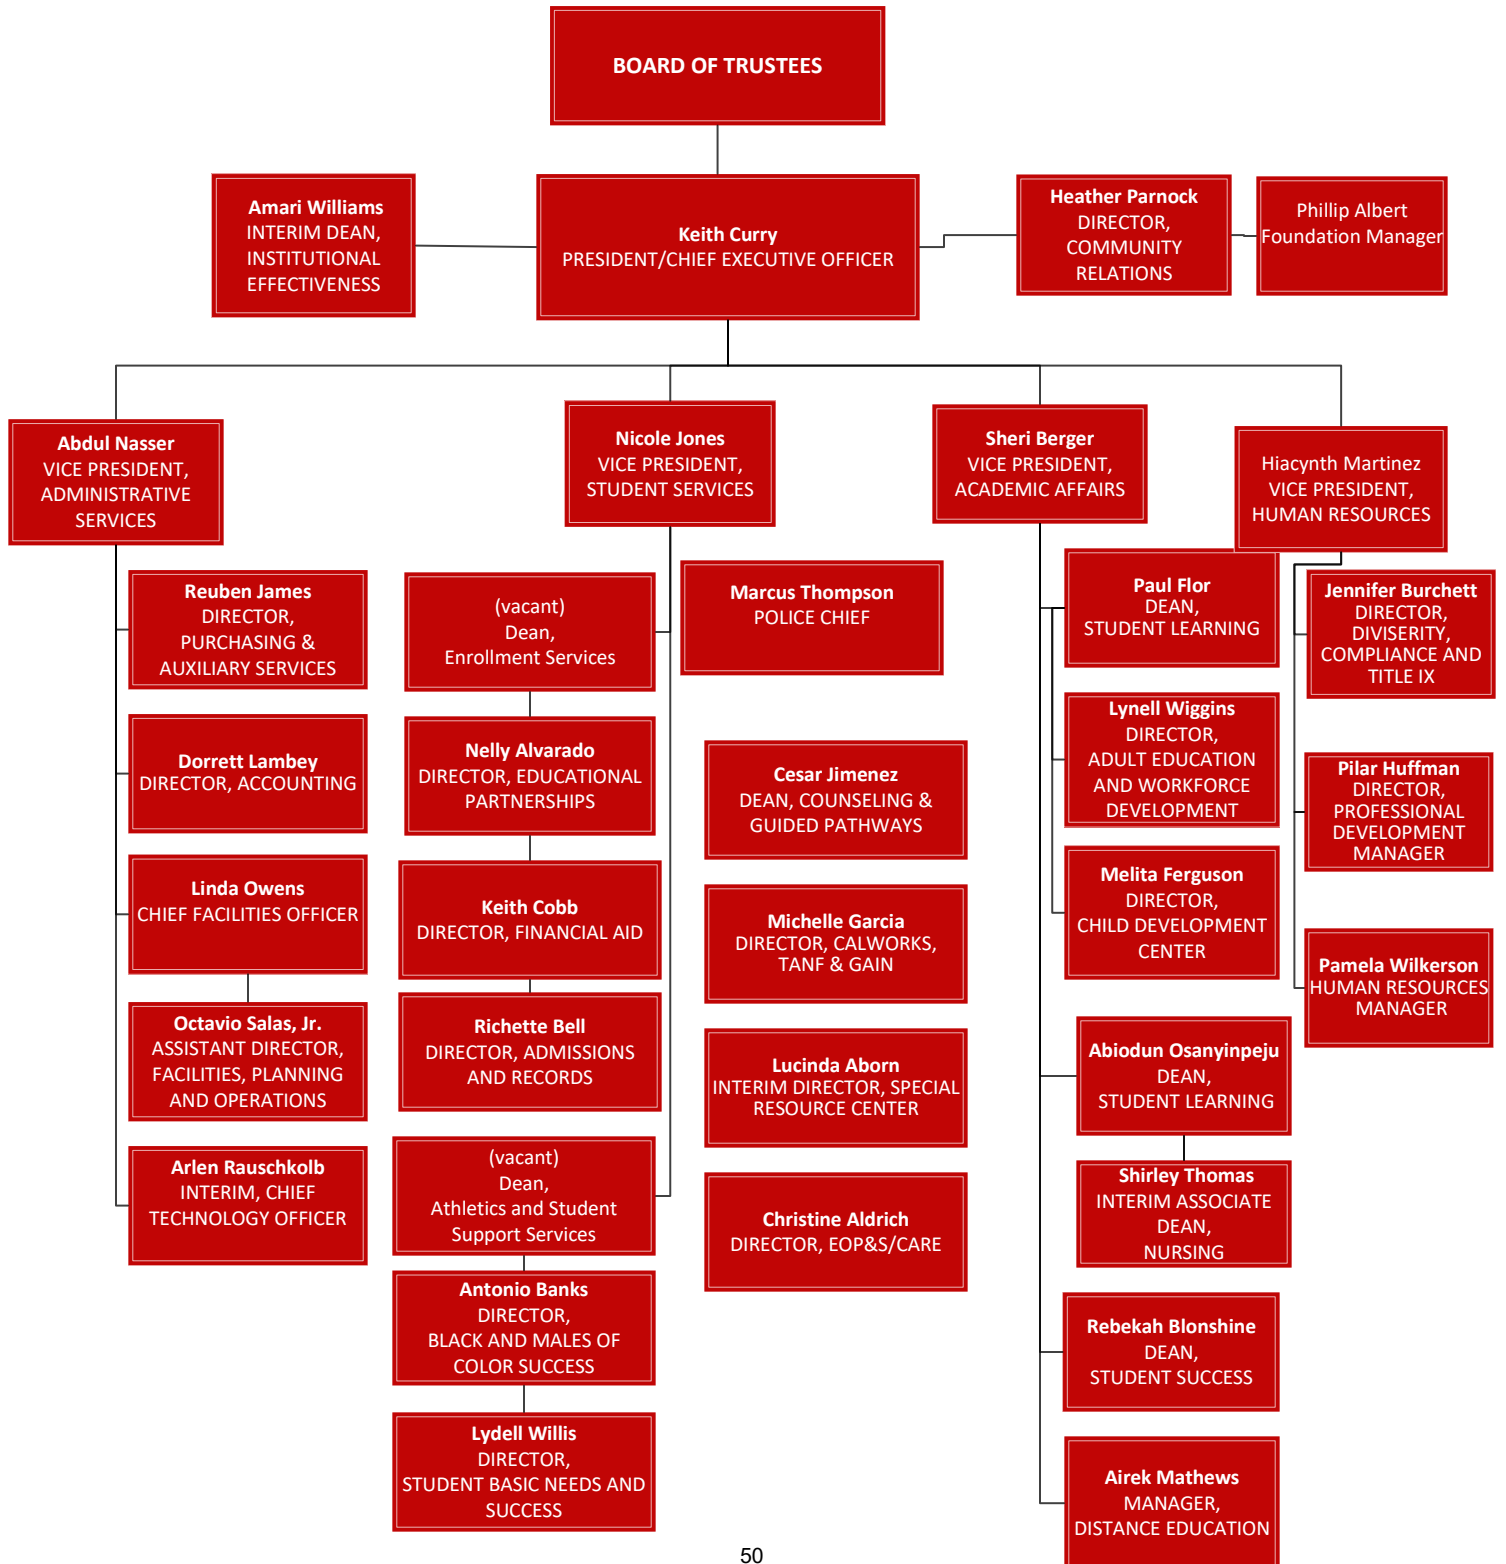 BOARD OF TRUSTEES
Amari Williams
INTERIM DEAN,
INSTITUTIONAL
EFFECTIVENESS
Keith Curry
PRESIDENT/CHIEF EXECUTIVE OFFICER
Heather Parnock
DIRECTOR,
COMMUNITY
RELATIONS
Phillip Albert
Foundation Manager
Abdul Nasser
VICE PRESIDENT,
ADMINISTRATIVE
SERVICES
Reuben James
DIRECTOR,
PURCHASING &
AUXILIARY SERVICES
Dorrett Lambey
DIRECTOR, ACCOUNTING
Linda Owens
CHIEF FACILITIES OFFICER
Octavio Salas, Jr.
ASSISTANT DIRECTOR,
FACILITIES, PLANNING
AND OPERATIONS
Arlen Rauschkolb
INTERIM, CHIEF
TECHNOLOGY OFFICER
Nicole Jones
VICE PRESIDENT,
STUDENT SERVICES
(vacant)
Dean,
Enrollment Services
Nelly Alvarado
DIRECTOR, EDUCATIONAL
PARTNERSHIPS
Keith Cobb
DIRECTOR, FINANCIAL AID
Richette Bell
DIRECTOR, ADMISSIONS
AND RECORDS
(vacant)
Dean,
Athletics and Student
Support Services
Antonio Banks
DIRECTOR,
BLACK AND MALES OF
COLOR SUCCESS
Lydell Willis
DIRECTOR,
STUDENT BASIC NEEDS AND
SUCCESS
Marcus Thompson
POLICE CHIEF
Cesar Jimenez
DEAN, COUNSELING &
GUIDED PATHWAYS
Michelle Garcia
DIRECTOR, CALWORKS,
TANF & GAIN
Lucinda Aborn
INTERIM DIRECTOR, SPECIAL
RESOURCE CENTER
Christine Aldrich
DIRECTOR, EOP&S/CARE
Sheri Berger
VICE PRESIDENT,
ACADEMIC AFFAIRS
Paul Flor
DEAN,
STUDENT LEARNING
Lynell Wiggins
DIRECTOR,
ADULT EDUCATION
AND WORKFORCE
DEVELOPMENT
Melita Ferguson
DIRECTOR,
CHILD DEVELOPMENT
CENTER
Abiodun Osanyinpeju
DEAN,
STUDENT LEARNING
Shirley Thomas
INTERIM ASSOCIATE
DEAN,
NURSING
Rebekah Blonshine
DEAN,
STUDENT SUCCESS
Airek Mathews
MANAGER,
DISTANCE EDUCATION
Hiacynth Martinez
VICE PRESIDENT,
HUMAN RESOURCES
Jennifer Burchett
DIRECTOR,
DIVISERITY,
COMPLIANCE AND
TITLE IX
Pilar Huffman
DIRECTOR,
PROFESSIONAL
DEVELOPMENT
MANAGER
Pamela Wilkerson
HUMAN RESOURCES
MANAGER
50